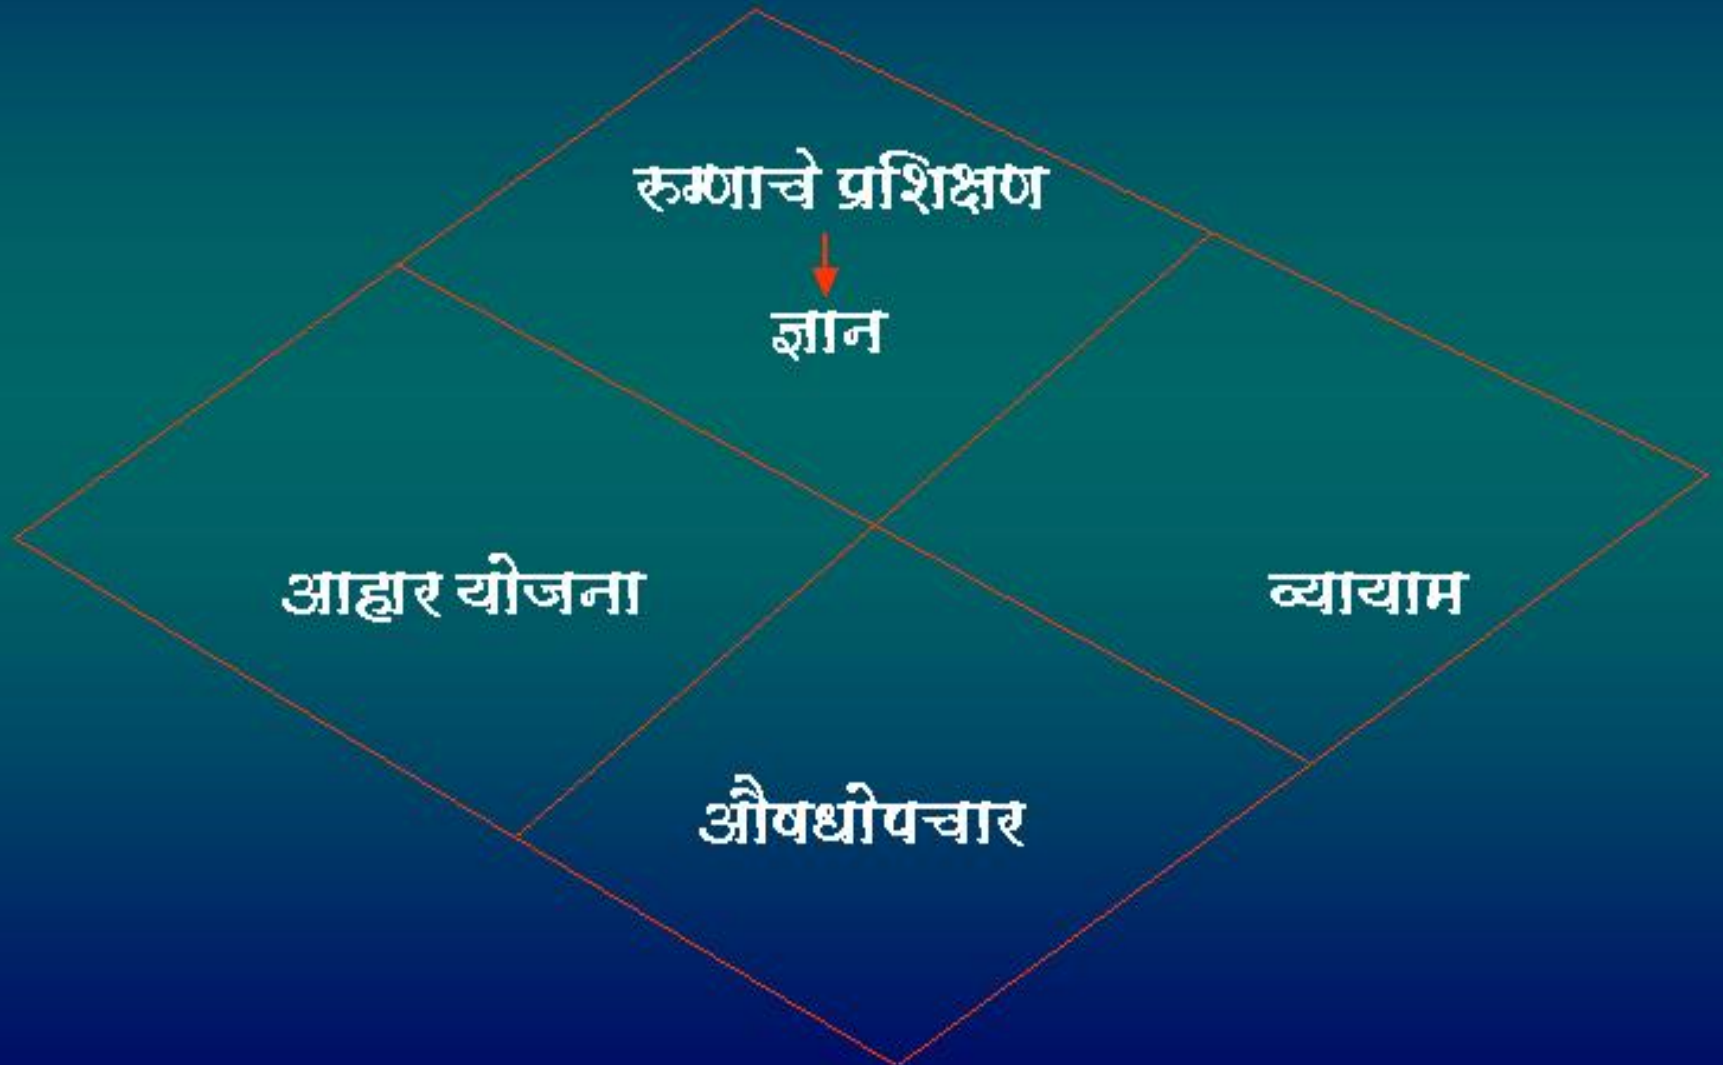 रुग्णाचे प्रशिक्षण
ज्ञान
आहार योजना
व्यायाम
औषधोपचार